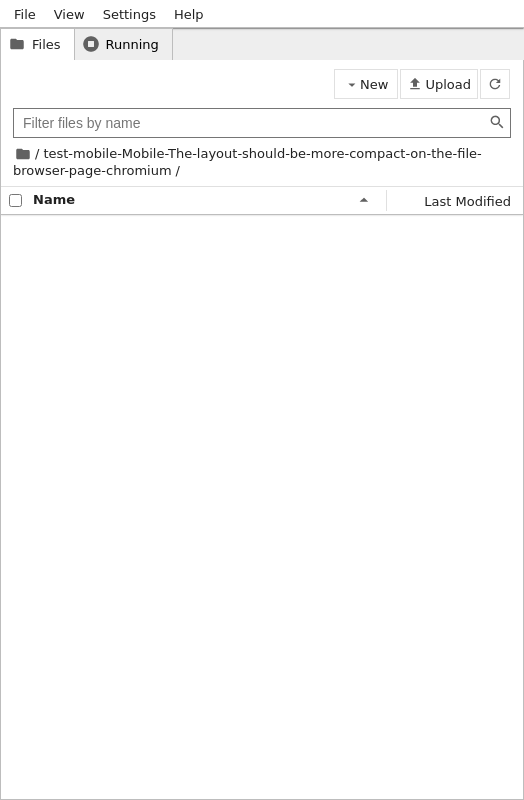 File View Settings Help
Files Running
New Upload
Filter files by name
/ test-mobile-Mobile-The-layout-should-be-more-compact-on-the-file-
browser-page-chromium /
Name Last Modified